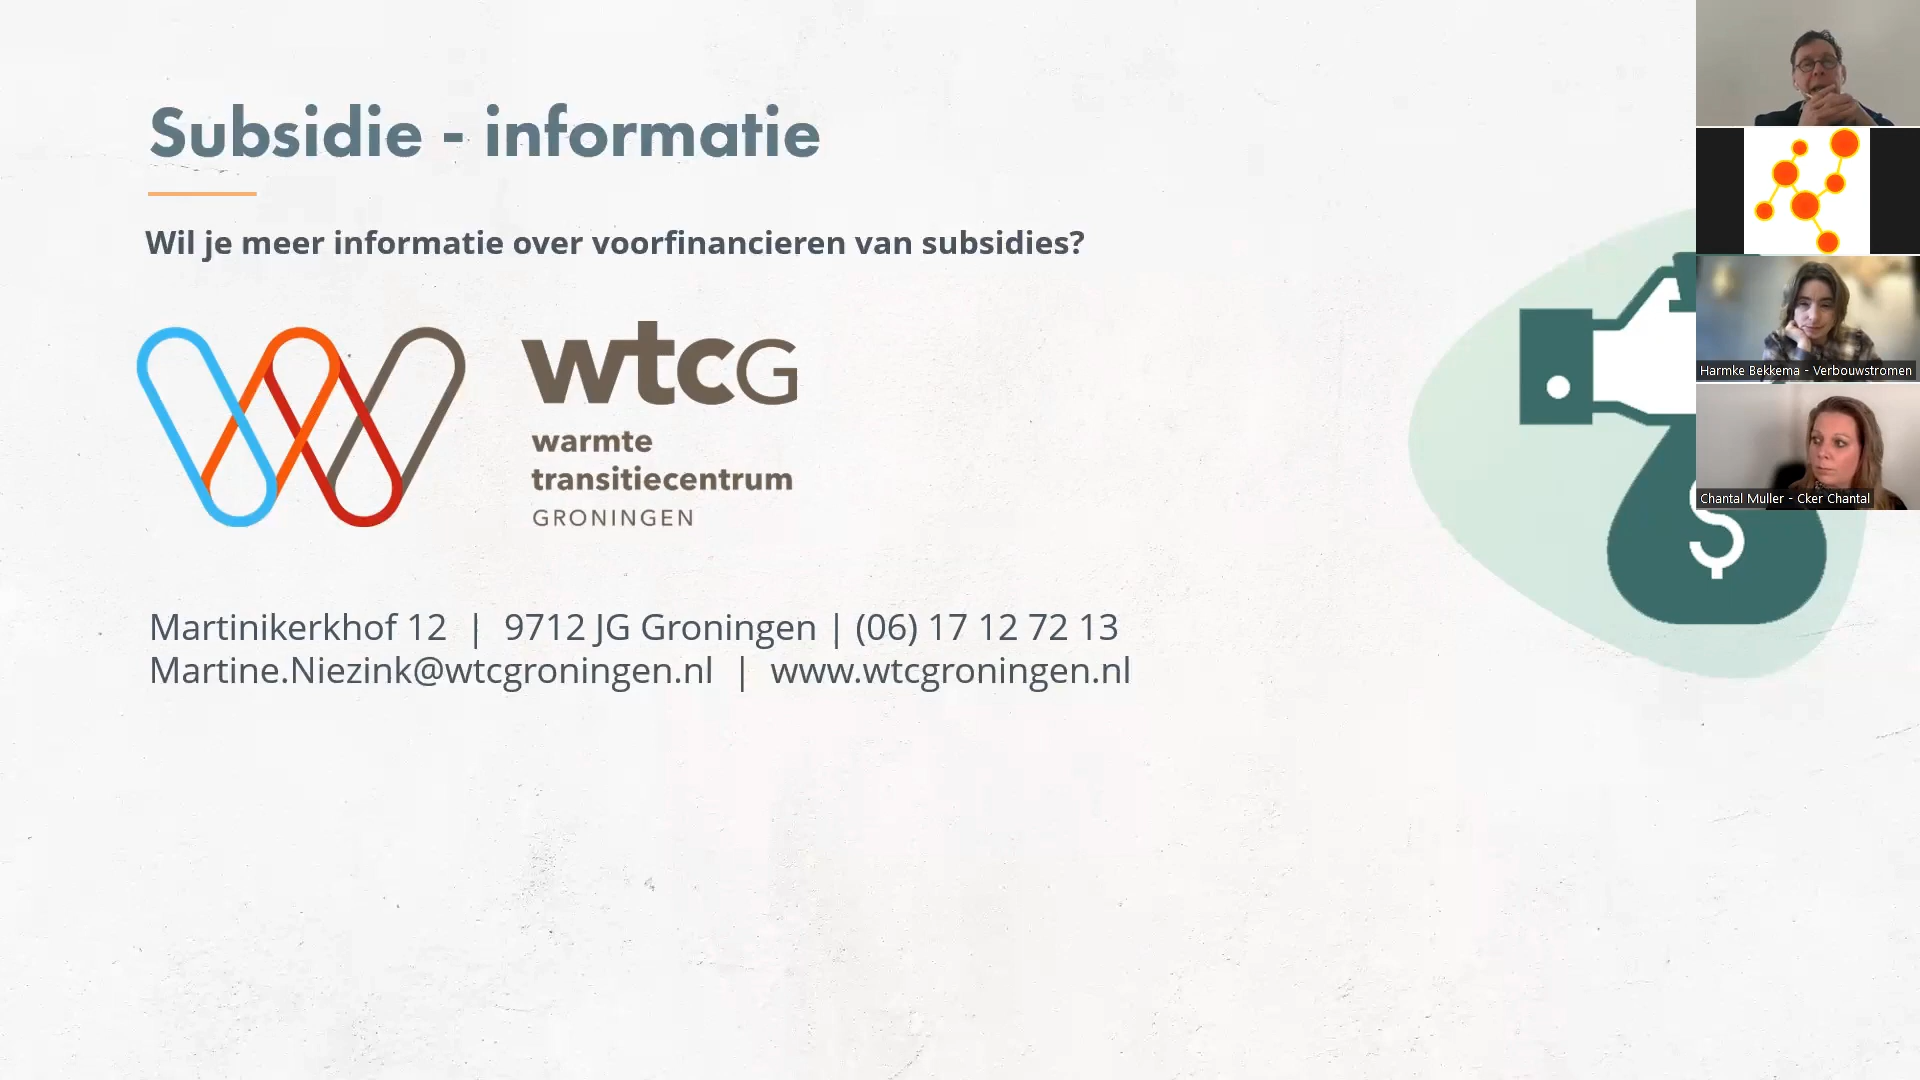 Subsidie - informatie
Wil je meer informatie over voorfinancieren van subsidies?
wtcG
warmte
transitiecentrum
GRONINGEN
Martinikerkhof 12 | 9712 JG Groningen | (06) 17 12 72 13
Martine.Niezink@wtcgroningen.nl | www.wtcgroningen.nl
$
Harmke Bekkema - Verbouwstromen
Chantal Muller - Cker Chantal